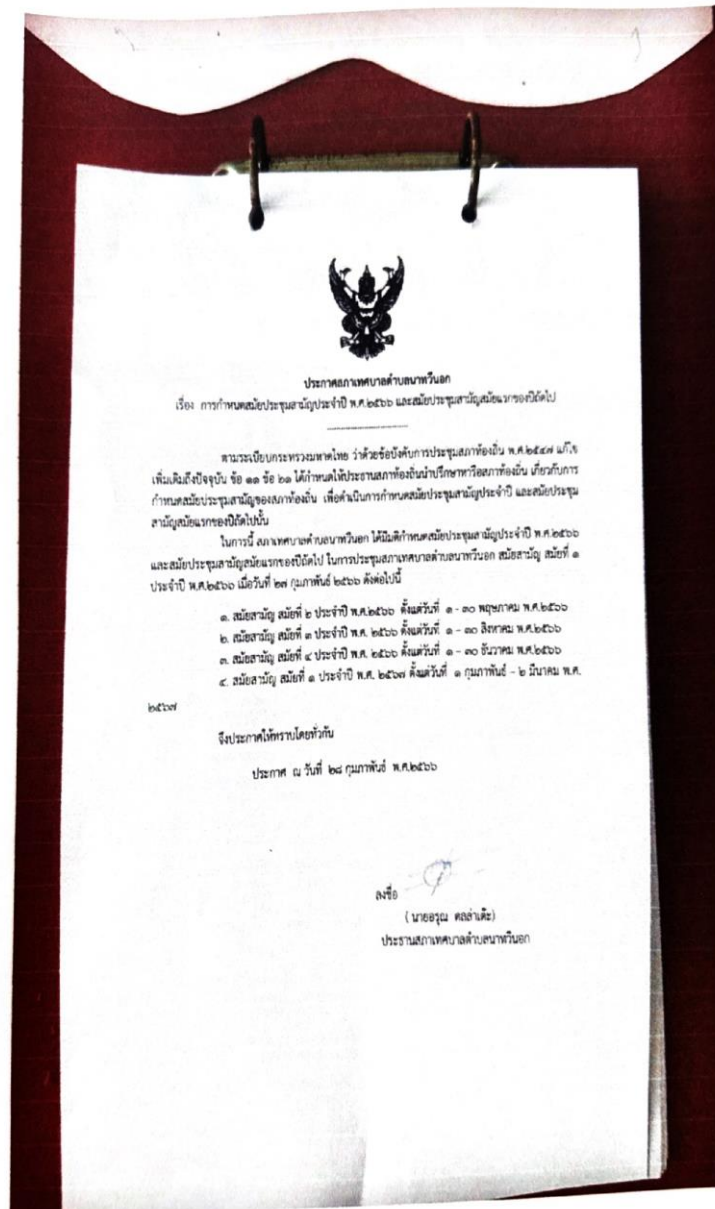 ประกาศสภาเทศบาลตำบลนาทวีนอก
เรื่อง การกำหนดสมัยประชุมสามัญประจำปี พ.ศ.๒๕๖๖ และสมัยประชุมสามัญสมัยแรกของปีถัดไป
ตามระเบียบกระทรวงมหาดไทย ว่าด้วยข้อบังคับการประชุมสภาท้องถิ่น พ.ศ.๒๕๔๗ แก้ไข
เพิ่มเติมถึงปัจจุบัน ข้อ ๑๑ ข้อ ๒๑ ได้กำหนดให้ประธานสภาท้องถิ่นนำปรึกษาหารือสภาท้องถิ่น เกี่ยวกับการ
กำหนดสมัยประชุมสามัญของสภาท้องถิ่น เพื่อดำเนินการกำหนดสมัยประชุมสามัญประจำปี และสมัยประชุม
สามัญสมัยแรกของปีถัดไปนั้น
ในการนี้ สภาเทศบาลตำบลนาทวีนอก ได้มีมติกำหนดสมัยประชุมสามัญประจำปี พ.ศ.๒๕๖๖
และสมัยประชุมสามัญสมัยแรกของปีถัดไป ในการประชุมสภาเทศบาลตำบลนาทวีนอก สมัยสามัญ สมัยที่ ๑
ประจำปี พ.ศ.๒๕๖๖ เมื่อวันที่ ๒๗ กุมภาพันธ์ ๒๕๖๖ ดังต่อไปนี้
๑. สมัยสามัญ สมัยที่ ๒ ประจำปี พ.ศ.๒๕๖๖ ตั้งแต่วันที่ ๑ - ๓๐ พฤษภาคม พ.ศ.๒๕๖๖
๒. สมัยสามัญ สมัยที่ ๓ ประจำปี พ.ศ. ๒๕๖๖ ตั้งแต่วันที่ ๑ - ๓๐ สิงหาคม พ.ศ.๒๕๖๖
๓. สมัยสามัญ สมัยที่ ๔ ประจำปี พ.ศ. ๒๕๖๖ ตั้งแต่วันที่ ๑ - ๓๐ ธันวาคม พ.ศ.๒๕๖๖
๔. สมัยสามัญ สมัยที่ ๑ ประจำปี พ.ศ. ๒๕๖๗ ตั้งแต่วันที่ ๑ กุมภาพันธ์ - ๒ มีนาคม พ.ศ.
๒๕๖๗
จึงประกาศให้ทราบโดยทั่วกัน
ประกาศ ณ วันที่ ๒๘ กุมภาพันธ์ พ.ศ.๒๕๖๖
ลงชื่อ
( นายอรุณ ดลล่าเต๊ะ)
ประธานสภาเทศบาลตำบลนาทวีนอก